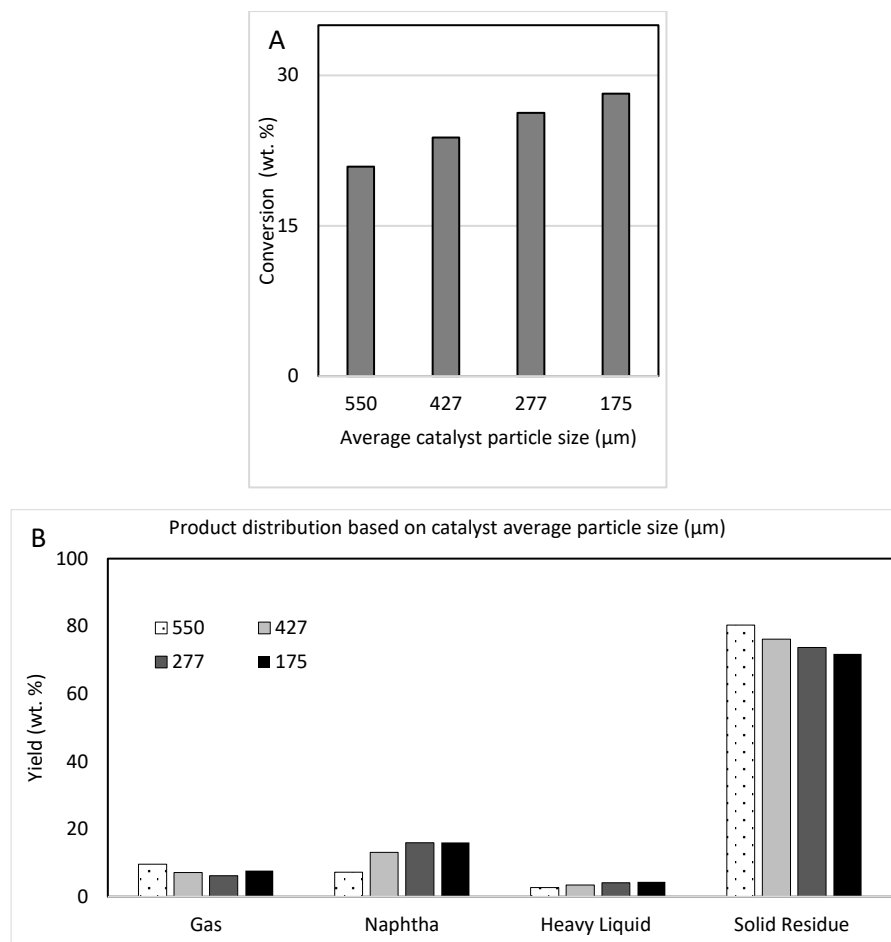 A
30
15
0
Conversion (wt. %)
550 427 277 175
Average catalyst particle size (µm)
B
Product distribution based on catalyst average particle size (µm)
100
80
60
40
20
0
Yield (wt. %)
550 427
277 175
Gas Naphtha Heavy Liquid Solid Residue